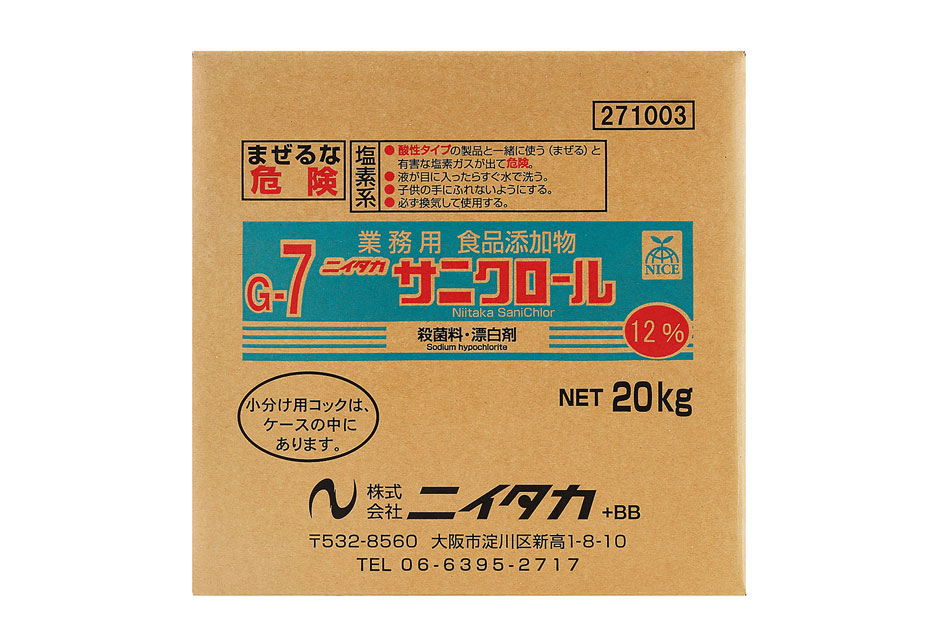 271003
まぜるな
危険
塩素系
●酸性タイプの製品と一緒に使う(まぜる)と
有害な塩素ガスが出て危険。
●液が目に入ったらすぐ水で洗う。
●子供の手にふれないようにする。
●必ず換気して使用する。
業務用 食品添加物
G-7 ニイタカ サニクロール
Niitaka SaniChlor
NICE
殺菌料・漂白剤
Sodium hypochlorite
12%
NET 20kg
小分け用コックは、
ケースの中に
あります。
株式会社 ニイタカ +BB
〒532-8560 大阪市淀川区新高1-8-10
TEL 06-6395-2717